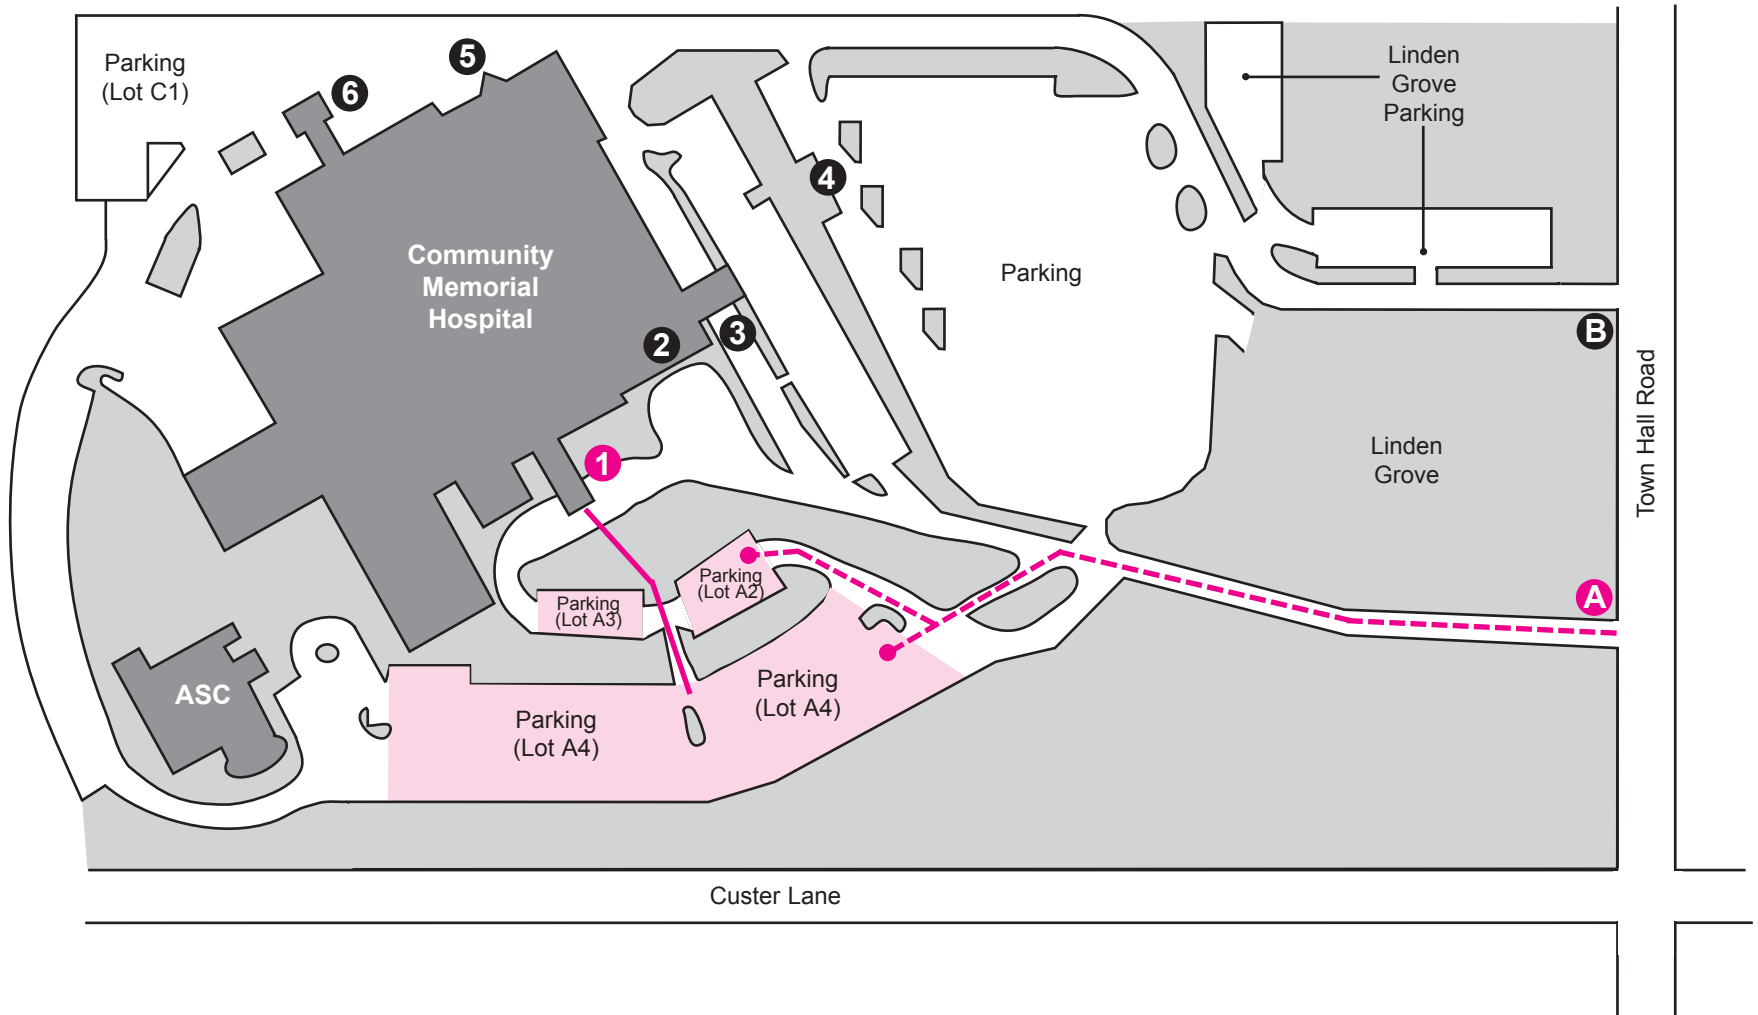 Parking
(Lot C1)
5
6
Linden
Grove
Parking
4
Community
Memorial
Hospital
Parking
3
2
B
Town Hall Road
1
Linden
Grove
Parking
(Lot A2)
Parking
(Lot A3)
A
ASC
Parking
(Lot A4)
Parking
(Lot A4)
Custer Lane